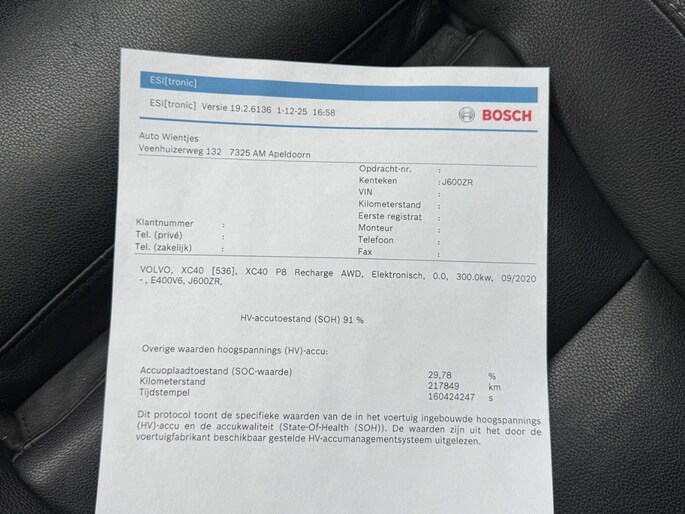 ESI[tronic]
ESI[tronic] Versie 19.2.6136 1-12-25 16:58
BOSCH
Auto Wientjes
Veenhuizerweg 132 7325 AM Apeldoorn
Opdracht-nr. :
Kenteken : J600ZR
VIN :
Kilometerstand :
Eerste registrat :
Klantnummer : Monteur :
Tel. (privé) : Telefoon :
Tel. (zakelijk) : Fax :
VOLVO, XC40 [536], XC40 P8 Recharge AWD, Elektronisch, 0.0, 300.0kw, 09/2020
- , E400V6, J600ZR,
HV-accutoestand (SOH) 91 %
Overige waarden hoogspannings (HV)-accu:
Accuoplaadtoestand (SOC-waarde) 29,78 %
Kilometerstand 217849 km
Tijdstempel 160424247 s
Dit protocol toont de specifieke waarden van de in het voertuig ingebouwde hoogspannings
(HV)-accu en de accukwaliteit (State-Of-Health (SOH)). De waarden zijn uit het door de
voertuigfabrikant beschikbaar gestelde HV-accumanagementsysteem uitgelezen.